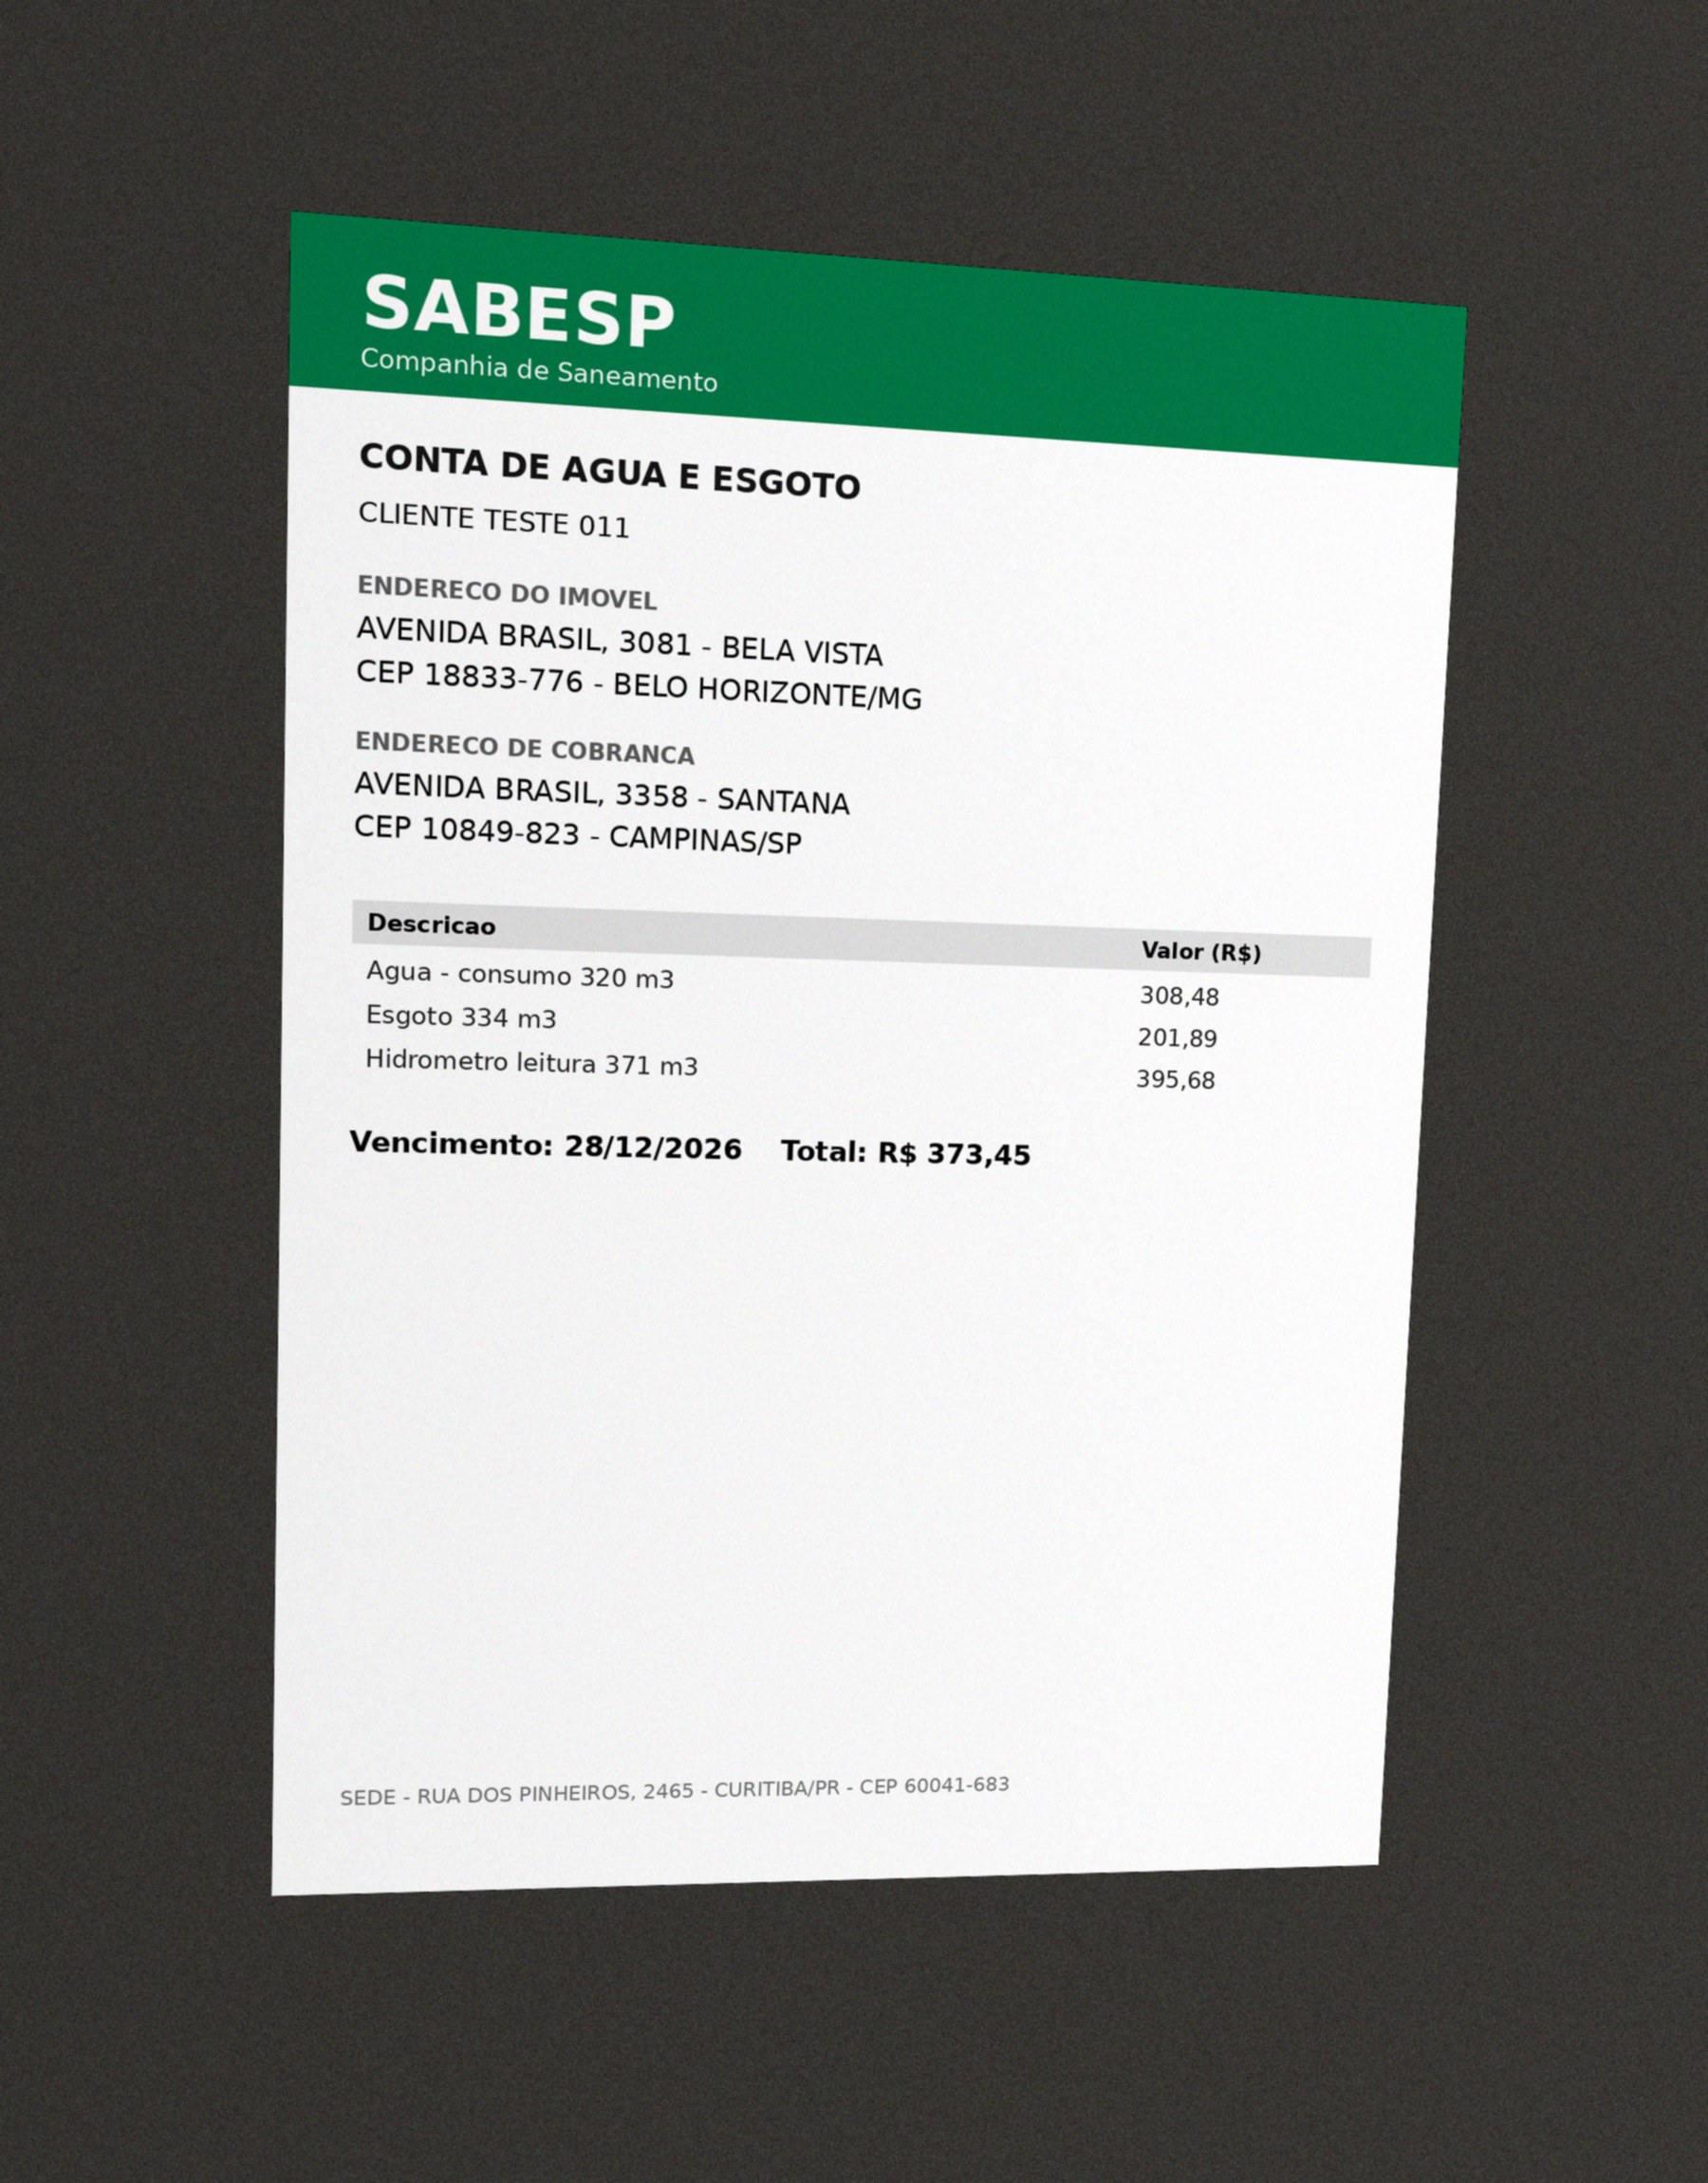 SABESP
Companhia de Saneamento
CONTA DE AGUA E ESGOTO
CLIENTE TESTE 011
ENDERECO DO IMOVEL
AVENIDA BRASIL, 3081 - BELA VISTA
CEP 18833-776 - BELO HORIZONTE/MG
ENDERECO DE COBRANCA
AVENIDA BRASIL, 3358 - SANTANA
CEP 10849-823 - CAMPINAS/SP
Descricao Valor (R$)
Agua - consumo 320 m3 308,48
Esgoto 334 m3 201,89
Hidrometro leitura 371 m3 395,68
Vencimento: 28/12/2026 Total: R$ 373,45
SEDE - RUA DOS PINHEIROS, 2465 - CURITIBA/PR - CEP 60041-683